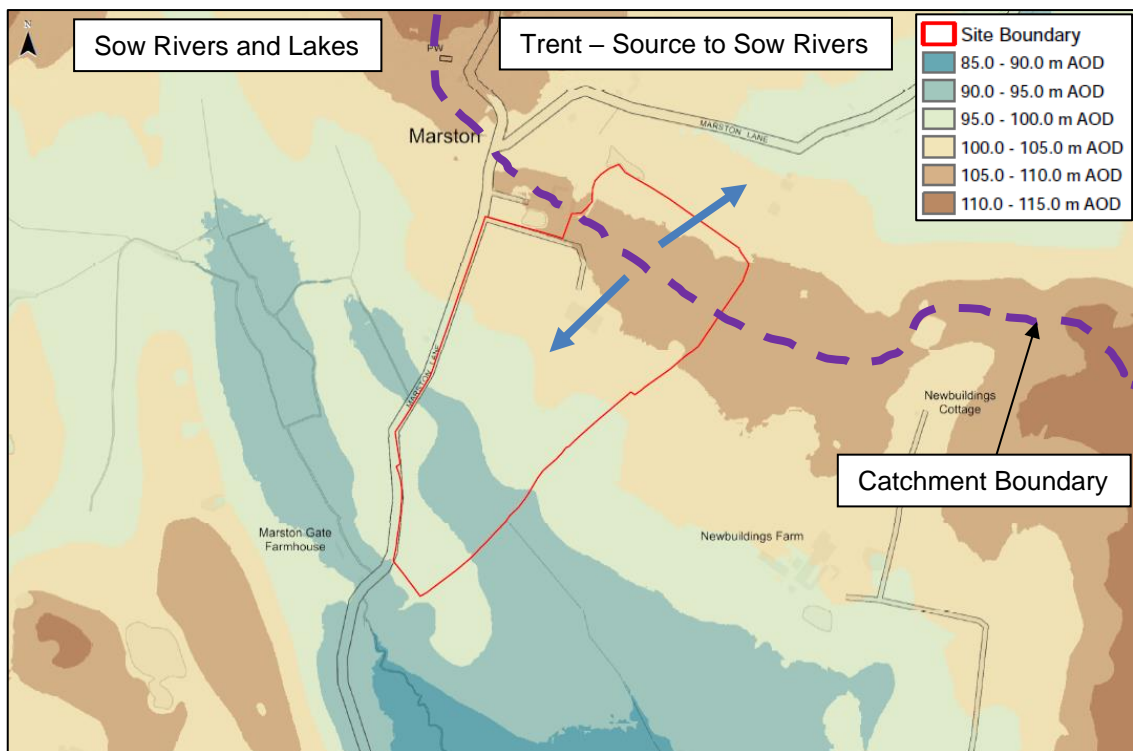 N
Sow Rivers and Lakes
Trent – Source to Sow Rivers
Site Boundary
85.0 - 90.0 m AOD
90.0 - 95.0 m AOD
95.0 - 100.0 m AOD
100.0 - 105.0 m AOD
105.0 - 110.0 m AOD
110.0 - 115.0 m AOD
PW
Marston
MARSTON LANE
MARSTON LANE
Newbuildings
Cottage
Catchment Boundary
Marston Gate
Farmhouse
Newbuildings Farm